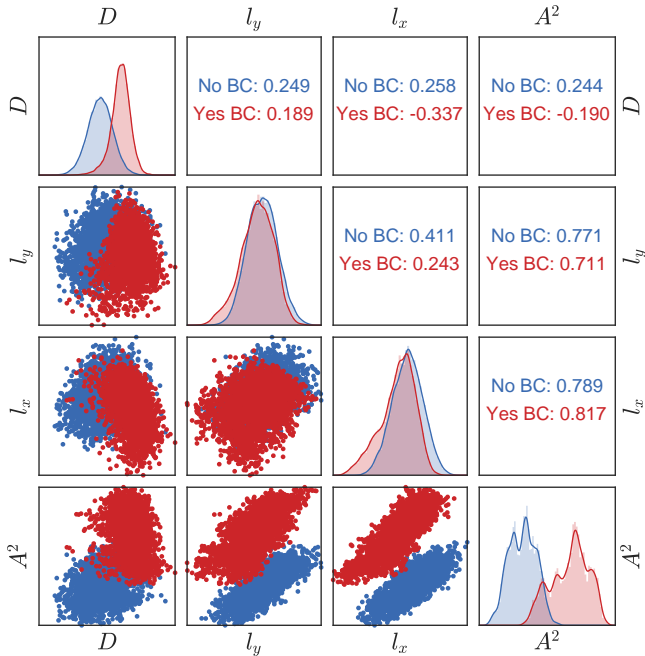 D l_y l_x A^2
D No BC: 0.249 No BC: 0.258 No BC: 0.244 D
Yes BC: 0.189 Yes BC: -0.337 Yes BC: -0.190
l_y No BC: 0.411 No BC: 0.771 l_y
Yes BC: 0.243 Yes BC: 0.711
l_x No BC: 0.789 l_x
Yes BC: 0.817
A^2 A^2
D l_y l_x A^2